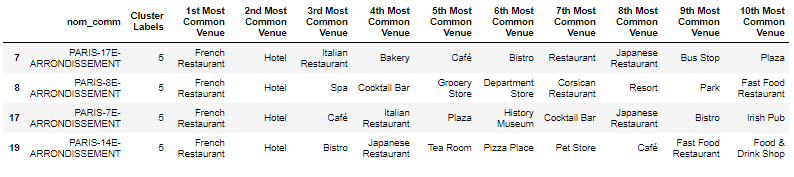 nom_comm Cluster Labels 1st Most Common Venue 2nd Most Common Venue 3rd Most Common Venue 4th Most Common Venue 5th Most Common Venue 6th Most Common Venue 7th Most Common Venue 8th Most Common Venue 9th Most Common Venue 10th Most Common Venue
7 PARIS-17E-ARRONDISSEMENT 5 French Restaurant Hotel Italian Restaurant Bakery Café Bistro Restaurant Japanese Restaurant Bus Stop Plaza
8 PARIS-8E-ARRONDISSEMENT 5 French Restaurant Hotel Spa Cocktail Bar Grocery Store Department Store Corsican Restaurant Resort Park Fast Food Restaurant
17 PARIS-7E-ARRONDISSEMENT 5 French Restaurant Hotel Café Italian Restaurant Plaza History Museum Cocktail Bar Japanese Restaurant Bistro Irish Pub
19 PARIS-14E-ARRONDISSEMENT 5 French Restaurant Hotel Bistro Japanese Restaurant Tea Room Pizza Place Pet Store Café Fast Food Restaurant Food & Drink Shop